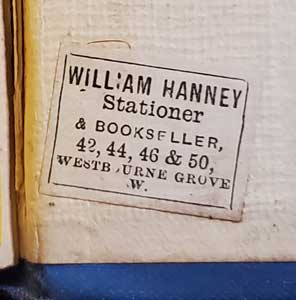 WILLIAM HANNEY
Stationer
& BOOKSELLER,
42, 44, 46 & 50,
WESTBOURNE GROVE
W.